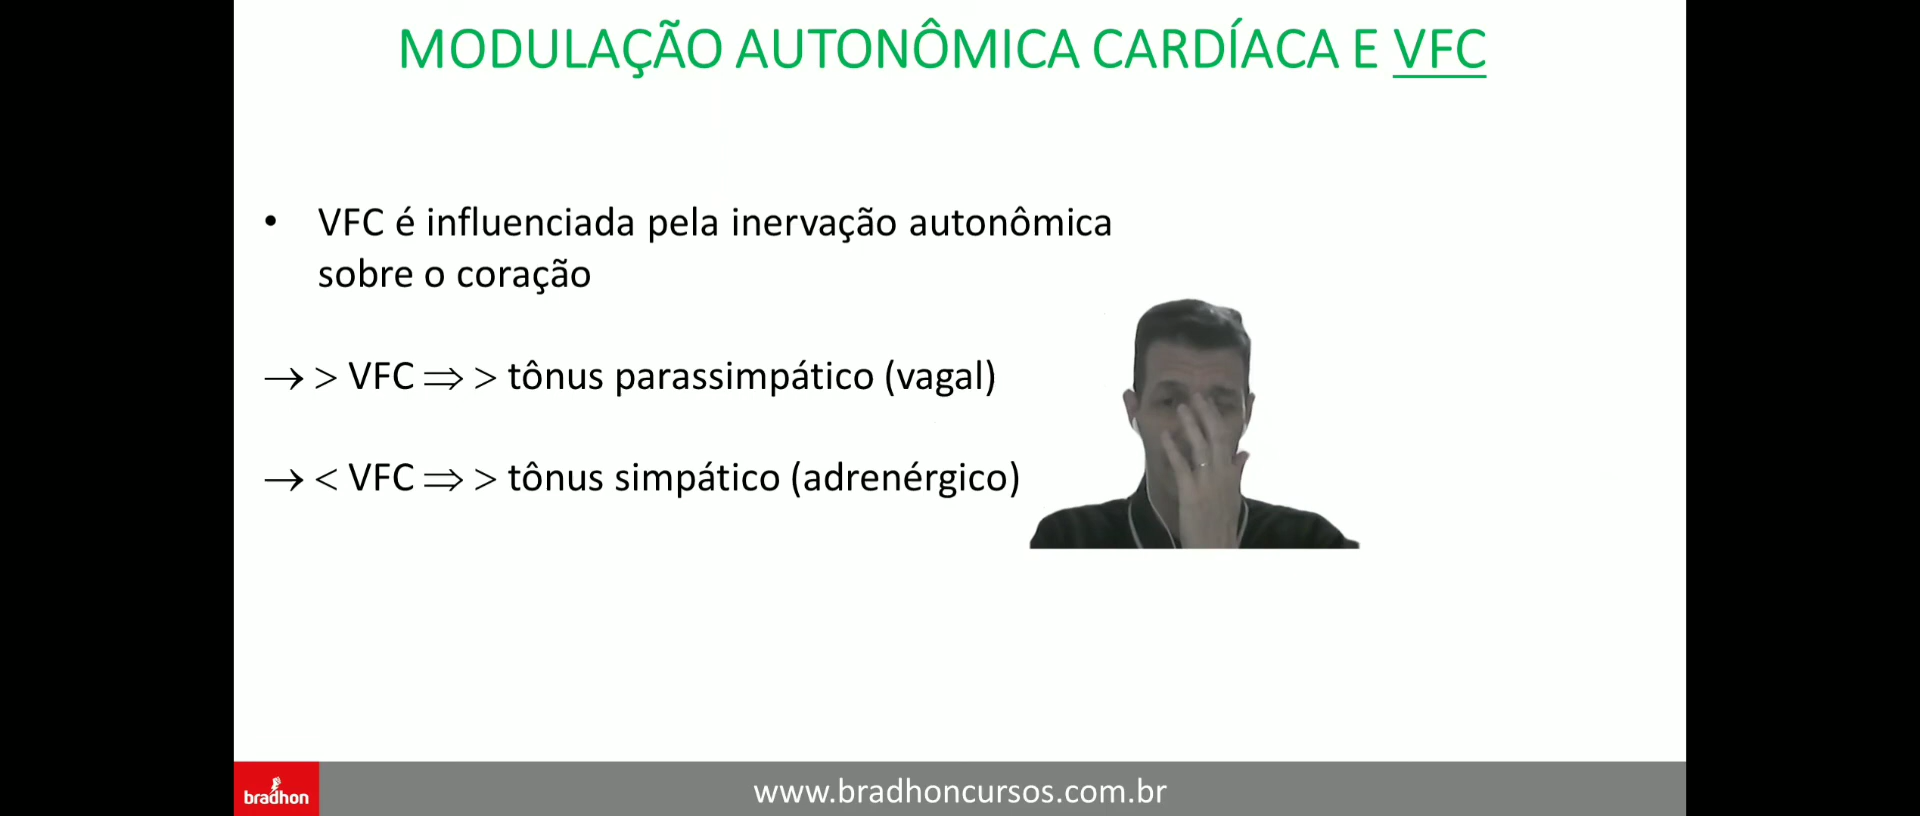 MODULAÇÃO AUTONÔMICA CARDÍACA E VFC
• VFC é influenciada pela inervação autonômica
sobre o coração
→ > VFC ⇒ > tônus parassimpático (vagal)
→ < VFC ⇒ > tônus simpático (adrenérgico)
bradhon
www.bradhoncursos.com.br